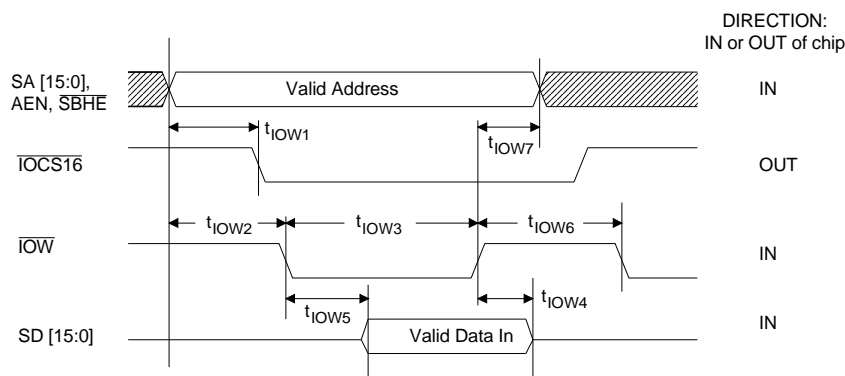 DIRECTION:
IN or OUT of chip
SA [15:0],
AEN, SBHE
Valid Address
IN
tIOW1
tIOW7
IOCS16
OUT
tIOW2
tIOW3
tIOW6
IOW
IN
tIOW5
tIOW4
SD [15:0]
Valid Data In
IN